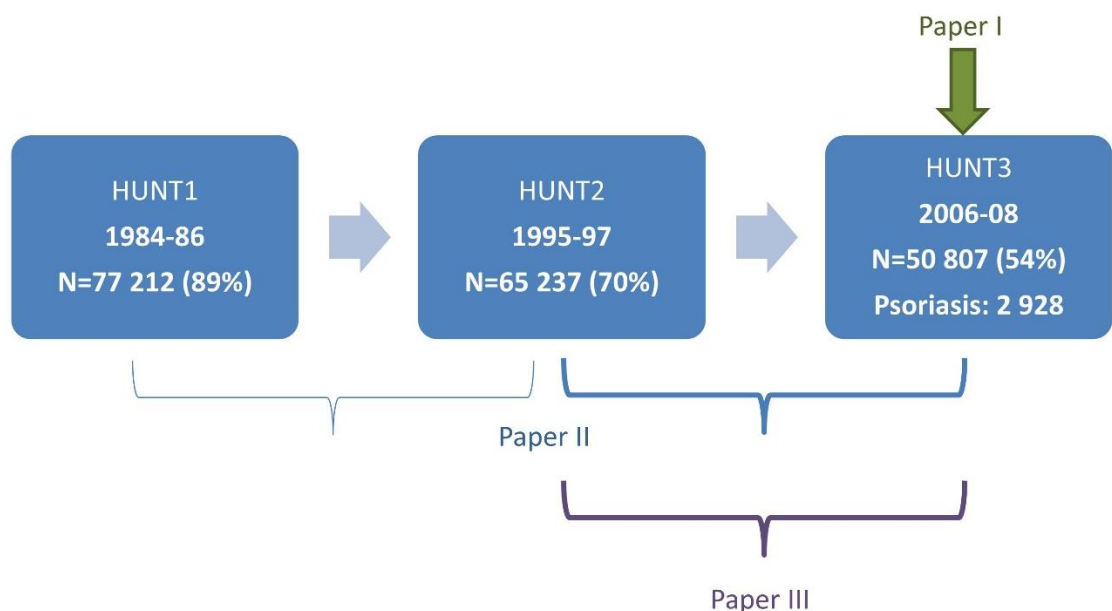 Paper I
HUNT1
1984-86
N=77 212 (89%)
HUNT2
1995-97
N=65 237 (70%)
HUNT3
2006-08
N=50 807 (54%)
Psoriasis: 2 928
Paper II
Paper III